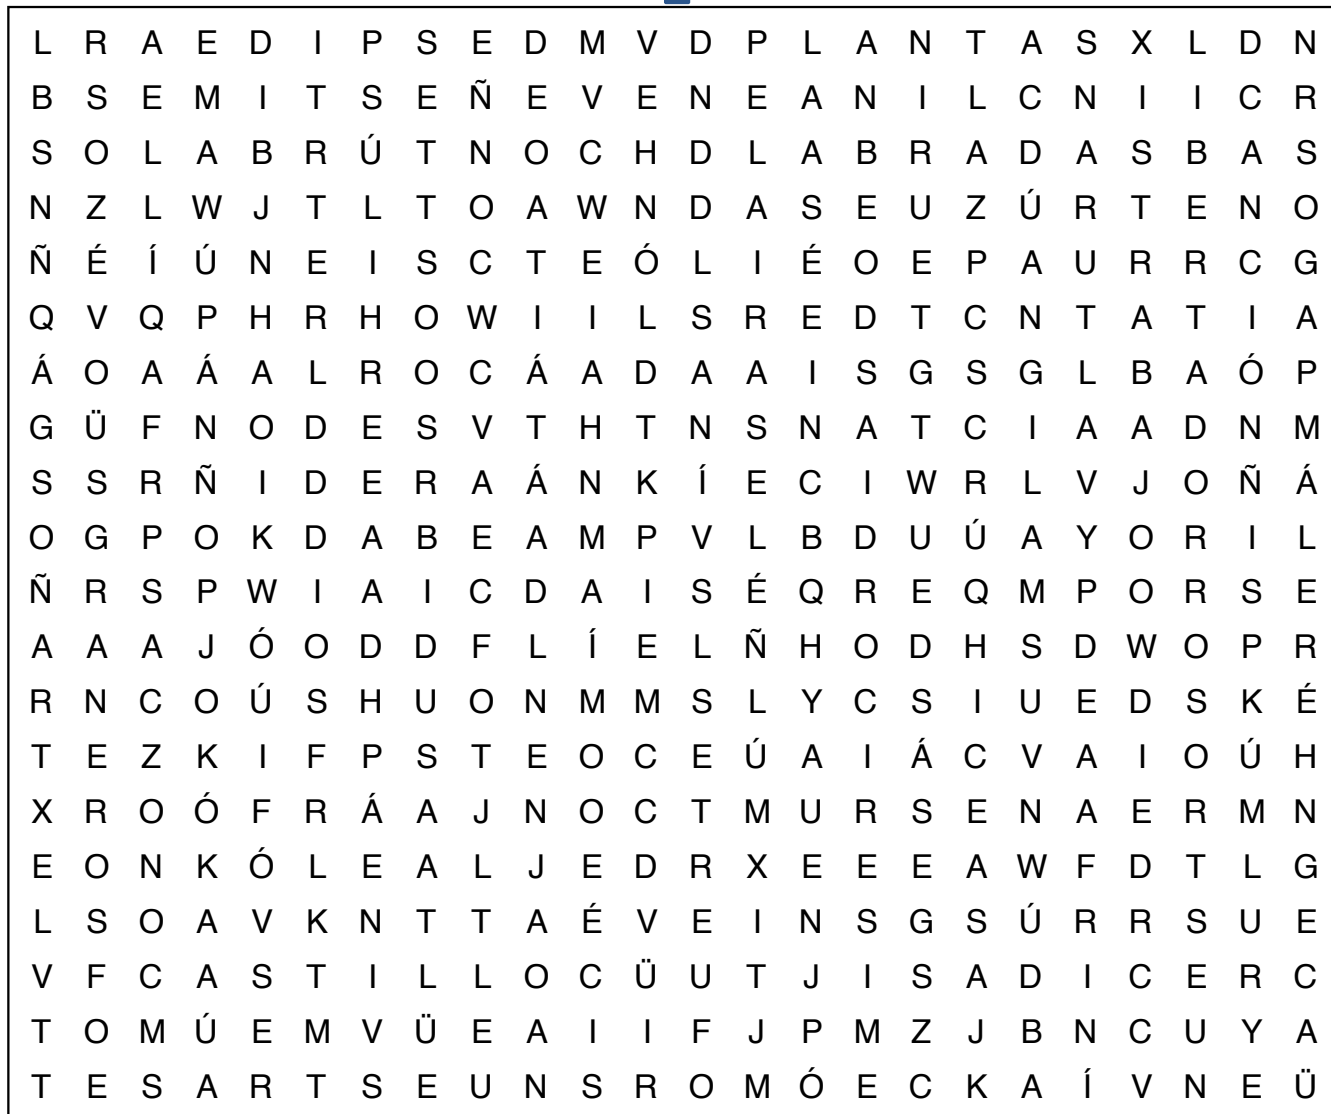 L R A E D I P S E D M V D P L A N T A S X L D N
B S E M I T S E Ñ E V E N E A N I L C N I I C R
S O L A B R Ú T N O C H D L A B R A D A S B A S
N Z L W J T L T O A W N D A S E U Z Ú R T E N O
Ñ É Í Ú N E I S C T E Ó L I É O E P A U R R C G
Q V Q P H R H O W I I L S R E D T C N T A T I A
Á O A Á A L R O C Á A D A A I S G S G L B A Ó P
G Ü F N O D E S V T H T N S N A T C I A A D N M
S S R Ñ I D E R A Á N K Í E C I W R L V J O Ñ Á
O G P O K D A B E A M P V L B D U Ú A Y O R I L
Ñ R S P W I A I C D A I S É Q R E Q M P O R S E
A A A J Ó O D D F L Í E L Ñ H O D H S D W O P R
R N C O Ú S H U O N M M S L Y C S I U E D S K É
T E Z K I F P S T E O C E Ú A I Á C V A I O Ú H
X R O Ó F R Á A J N O C T M U R S E N A E R M N
E O N K Ó L E A L J E D R X E E E A W F D T L G
L S O A V K N T T A É V E I N S G S Ú R R S U E
V F C A S T I L L O C Ü U T J I S A D I C E R C
T O M Ú E M V Ü E A I I F J P M Z J B N C U Y A
T E S A R T S E U N S R O M Ó E C K A Í V N E Ü